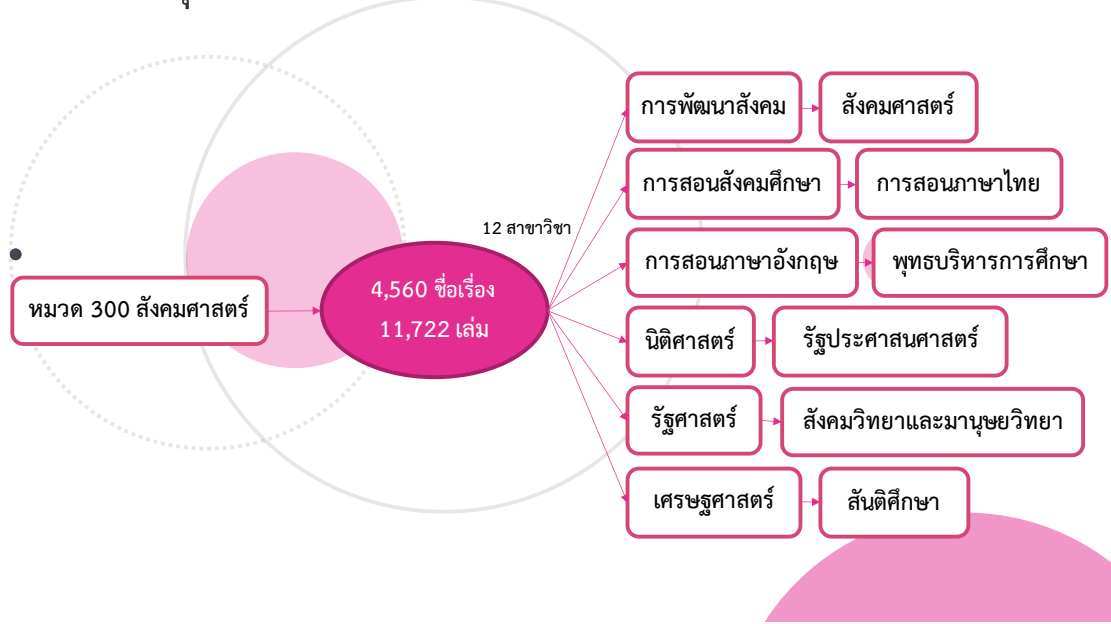 12 สาขาวิชา
หมวด 300 สังคมศาสตร์
4,560 ชื่อเรื่อง
11,722 เล่ม
การพัฒนาสังคม
สังคมศาสตร์
การสอนสังคมศึกษา
การสอนภาษาไทย
การสอนภาษาอังกฤษ
พุทธบริหารการศึกษา
นิติศาสตร์
รัฐประศาสนศาสตร์
รัฐศาสตร์
สังคมวิทยาและมานุษยวิทยา
เศรษฐศาสตร์
สันติศึกษา